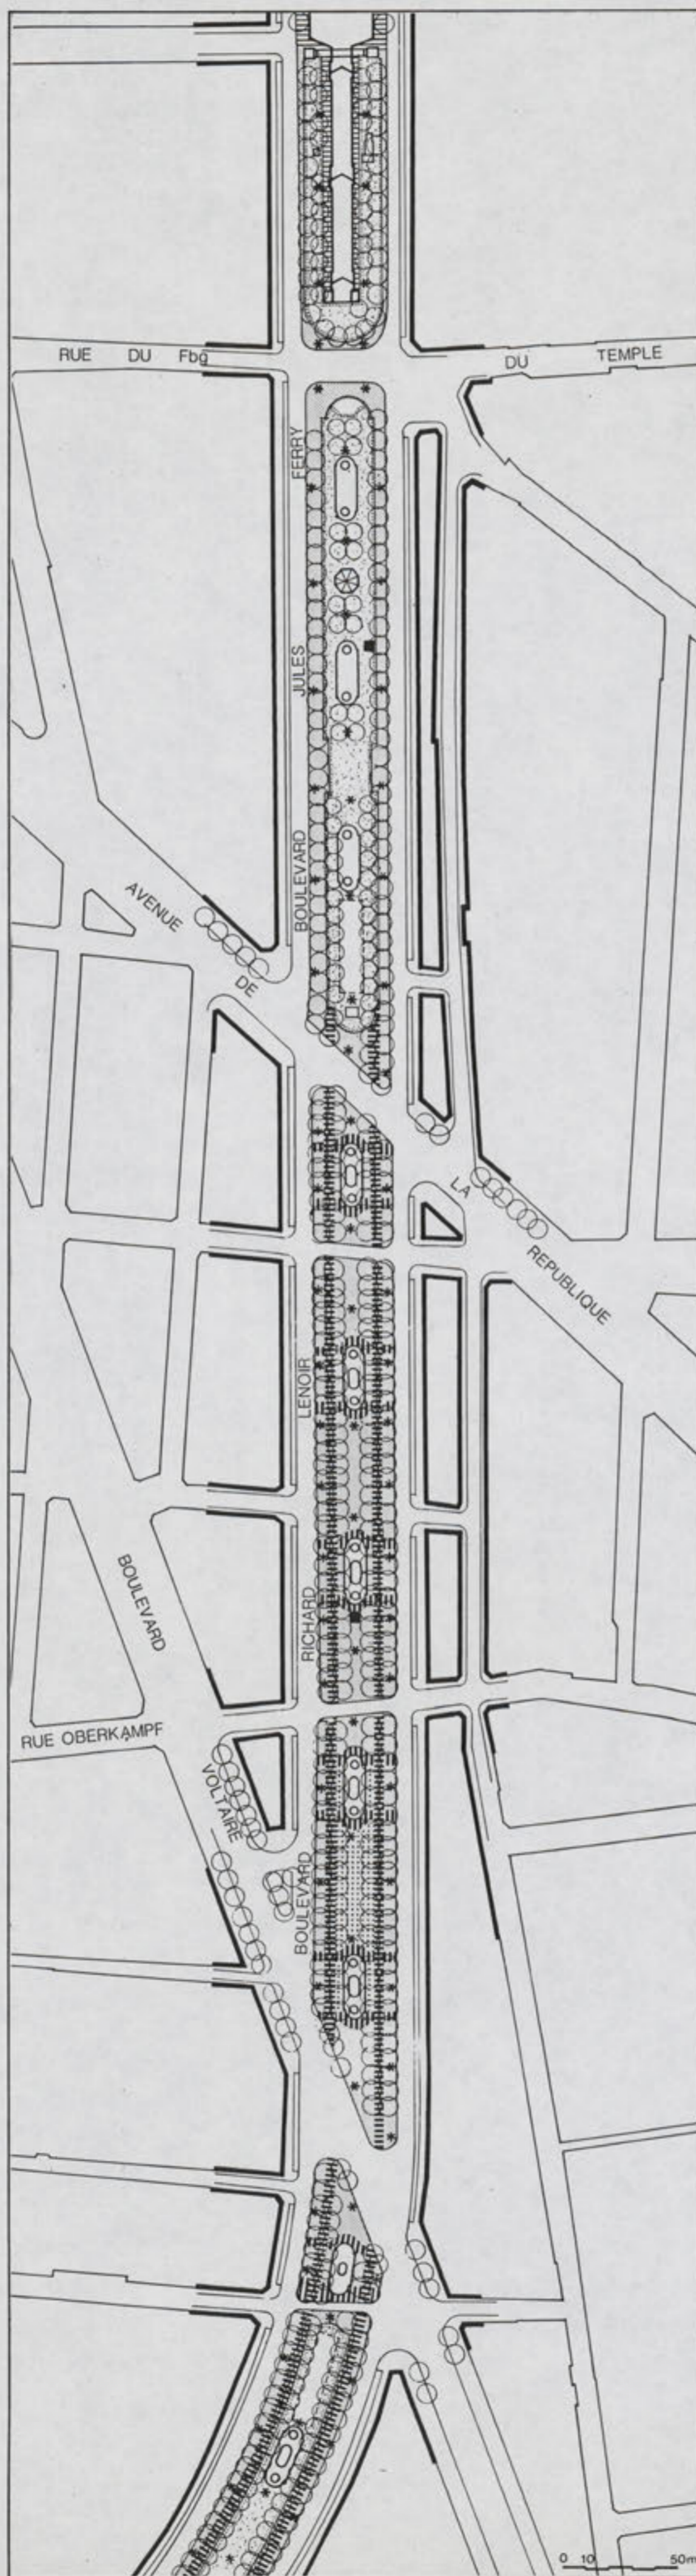 RUE DU Fbg DU TEMPLE
BOULEVARD JULES FERRY
AVENUE DE LA REPUBLIQUE
BOULEVARD RICHARD LENOIR
BOULEVARD VOLTAIRE
RUE OBERKAMPF
0 10 50m